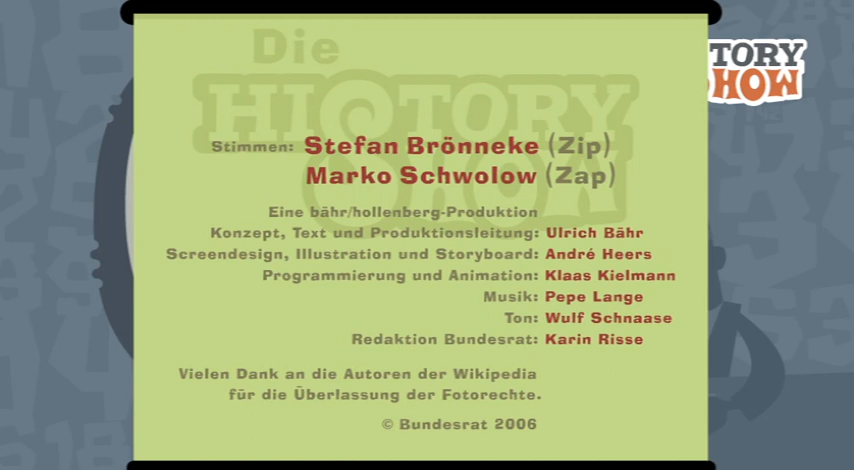 Die
HISTORY
SHOW
TORY
HOW
Stimmen: Stefan Brönneke (Zip)
Marko Schwolow (Zap)
Eine bähr/hollenberg-Produktion
Konzept, Text und Produktionsleitung: Ulrich Bähr
Screendesign, Illustration und Storyboard: André Heers
Programmierung und Animation: Klaas Kielmann
Musik: Pepe Lange
Ton: Wulf Schnaase
Redaktion Bundesrat: Karin Risse
Vielen Dank an die Autoren der Wikipedia
für die Überlassung der Fotorechte.
© Bundesrat 2006